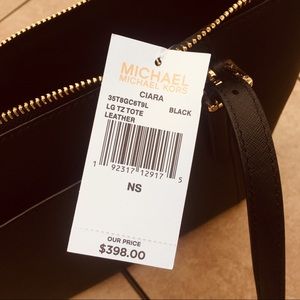 MICHAEL
MICHAEL KORS
CIARA
35T8GC6T9L BLACK
LG TZ TOTE
LEATHER
1 92317 12917 5
NS
OUR PRICE
$398.00